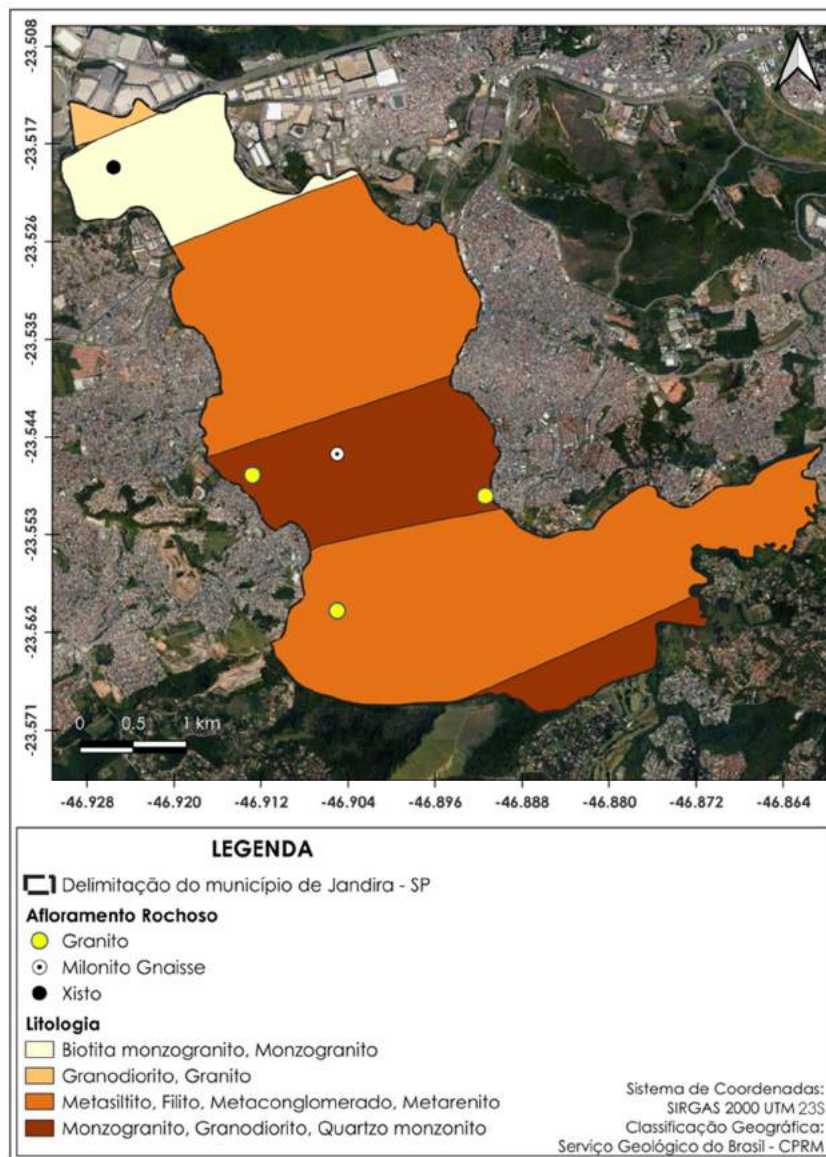 -23.508
-23.517
-23.526
-23.535
-23.544
-23.553
-23.562
-23.571
0 0.5 1 km
-46.928 -46.920 -46.912 -46.904 -46.896 -46.888 -46.880 -46.872 -46.864
LEGENDA
Delimitação do município de Jandira - SP
Afloramento Rochoso
Granito
Milonito Gnaisse
Xisto
Litologia
Biotita monzogranito, Monzogranito
Granodiorito, Granito
Metasiltito, Filito, Metaconglomerado, Metarenito
Monzogranito, Granodiorito, Quartzo monzonito
Sistema de Coordenadas:
SIRGAS 2000 UTM 23S
Classificação Geográfica:
Serviço Geológico do Brasil - CPRM